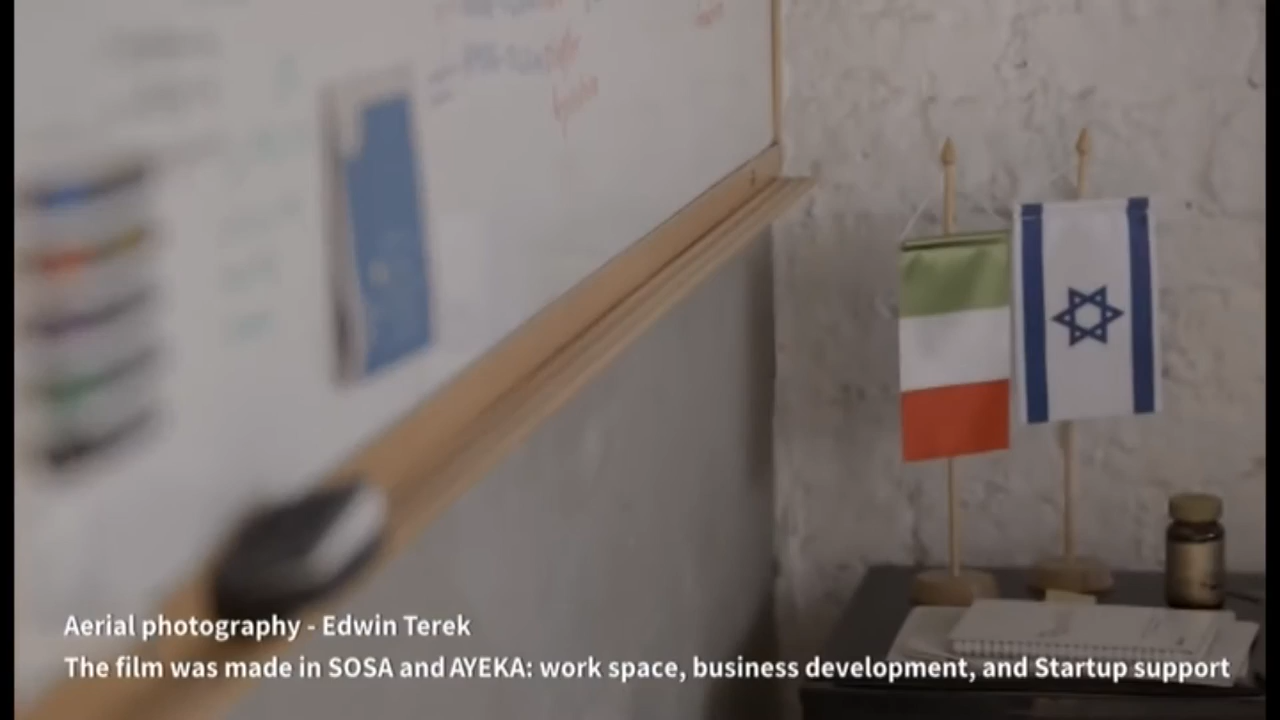 Aerial photography - Edwin Terek
The film was made in SOSA and AYEKA: work space, business development, and Startup support